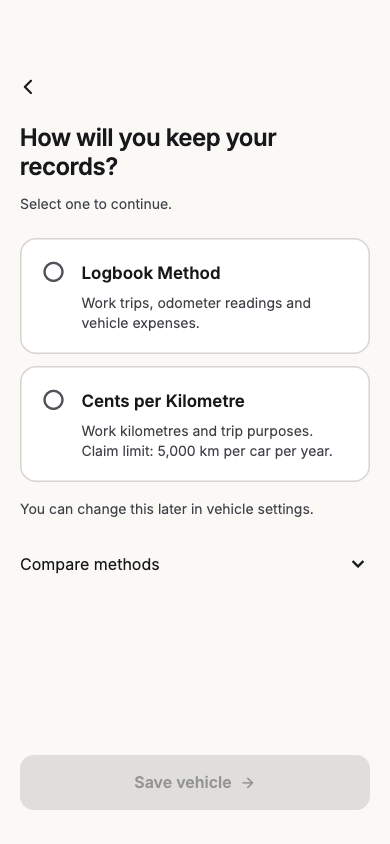 How will you keep your
records?
Select one to continue.
Logbook Method
Work trips, odometer readings and
vehicle expenses.
Cents per Kilometre
Work kilometres and trip purposes.
Claim limit: 5,000 km per car per year.
You can change this later in vehicle settings.
Compare methods
Save vehicle →